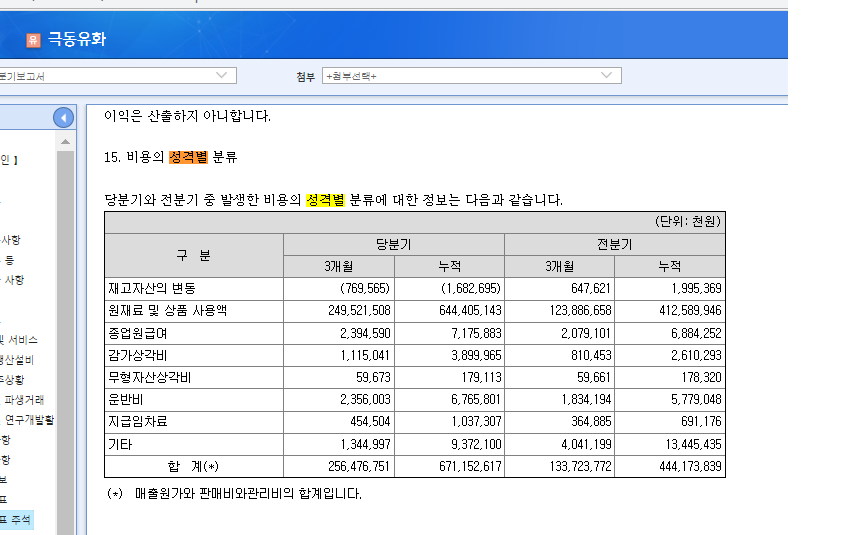 유 극동유화
분기보고서 첨부 +첨부선택+
이익은 산출하지 아니합니다.
인 】
15. 비용의 성격별 분류
당분기와 전분기 중 발생한 비용의 성격별 분류에 대한 정보는 다음과 같습니다.
(단위: 천원)
구 분 당분기 전분기
3개월 누적 3개월 누적
재고자산의 변동 (769,565) (1,682,695) 647,621 1,995,369
원재료 및 상품 사용액 249,521,508 644,405,143 123,886,658 412,589,946
종업원급여 2,394,590 7,175,883 2,079,101 6,884,252
감가상각비 1,115,041 3,899,965 810,453 2,610,293
무형자산상각비 59,673 179,113 59,661 178,320
운반비 2,356,003 6,765,801 1,834,194 5,779,048
지급임차료 454,504 1,037,307 364,885 691,176
기타 1,344,997 9,372,100 4,041,199 13,445,435
합 계(*) 256,476,751 671,152,617 133,723,772 444,173,839
(*) 매출원가와 판매비와관리비의 합계입니다.
사항
등
사항
및 서비스
생산설비
주상황
파생거래
연구개발활
사항
항
보
표
표 주석